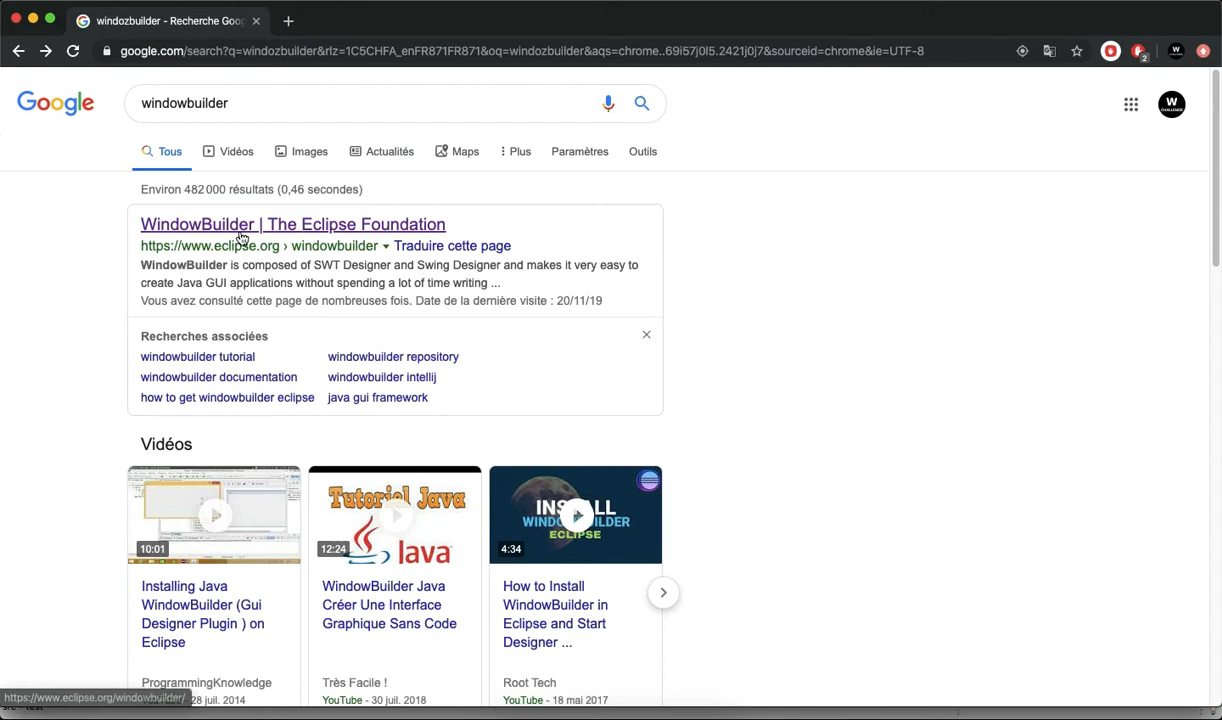 windozbuilder - Recherche Goog
google.com/search?q=windozbuilder&rlz=1C5CHFA_enFR871FR871&oq=windozbuilder&aqs=chrome..69i57j0l5.2421j0j7&sourceid=chrome&ie=UTF-8
2
Google
windowbuilder
W
CHALLENGE
Tous
Vidéos
Images
Actualités
Maps
Plus
Paramètres
Outils
Environ 482 000 résultats (0,46 secondes)
WindowBuilder | The Eclipse Foundation
https://www.eclipse.org › windowbuilder
Traduire cette page
WindowBuilder is composed of SWT Designer and Swing Designer and makes it very easy to
create Java GUI applications without spending a lot of time writing ...
Vous avez consulté cette page de nombreuses fois. Date de la dernière visite : 20/11/19
Recherches associées
windowbuilder tutorial
windowbuilder repository
windowbuilder documentation
windowbuilder intellij
how to get windowbuilder eclipse
java gui framework
Vidéos
10:01
Tutoriel Java
java
12:24
INSTALL
WINDOWBUILDER
ECLIPSE
4:34
Installing Java
WindowBuilder (Gui
Designer Plugin ) on
Eclipse
WindowBuilder Java
Créer Une Interface
Graphique Sans Code
How to Install
WindowBuilder in
Eclipse and Start
Designer ...
ProgrammingKnowledge
28 juil. 2014
Très Facile !
YouTube - 30 juil. 2018
Root Tech
YouTube - 18 mai 2017
https://www.eclipse.org/windowbuilder/